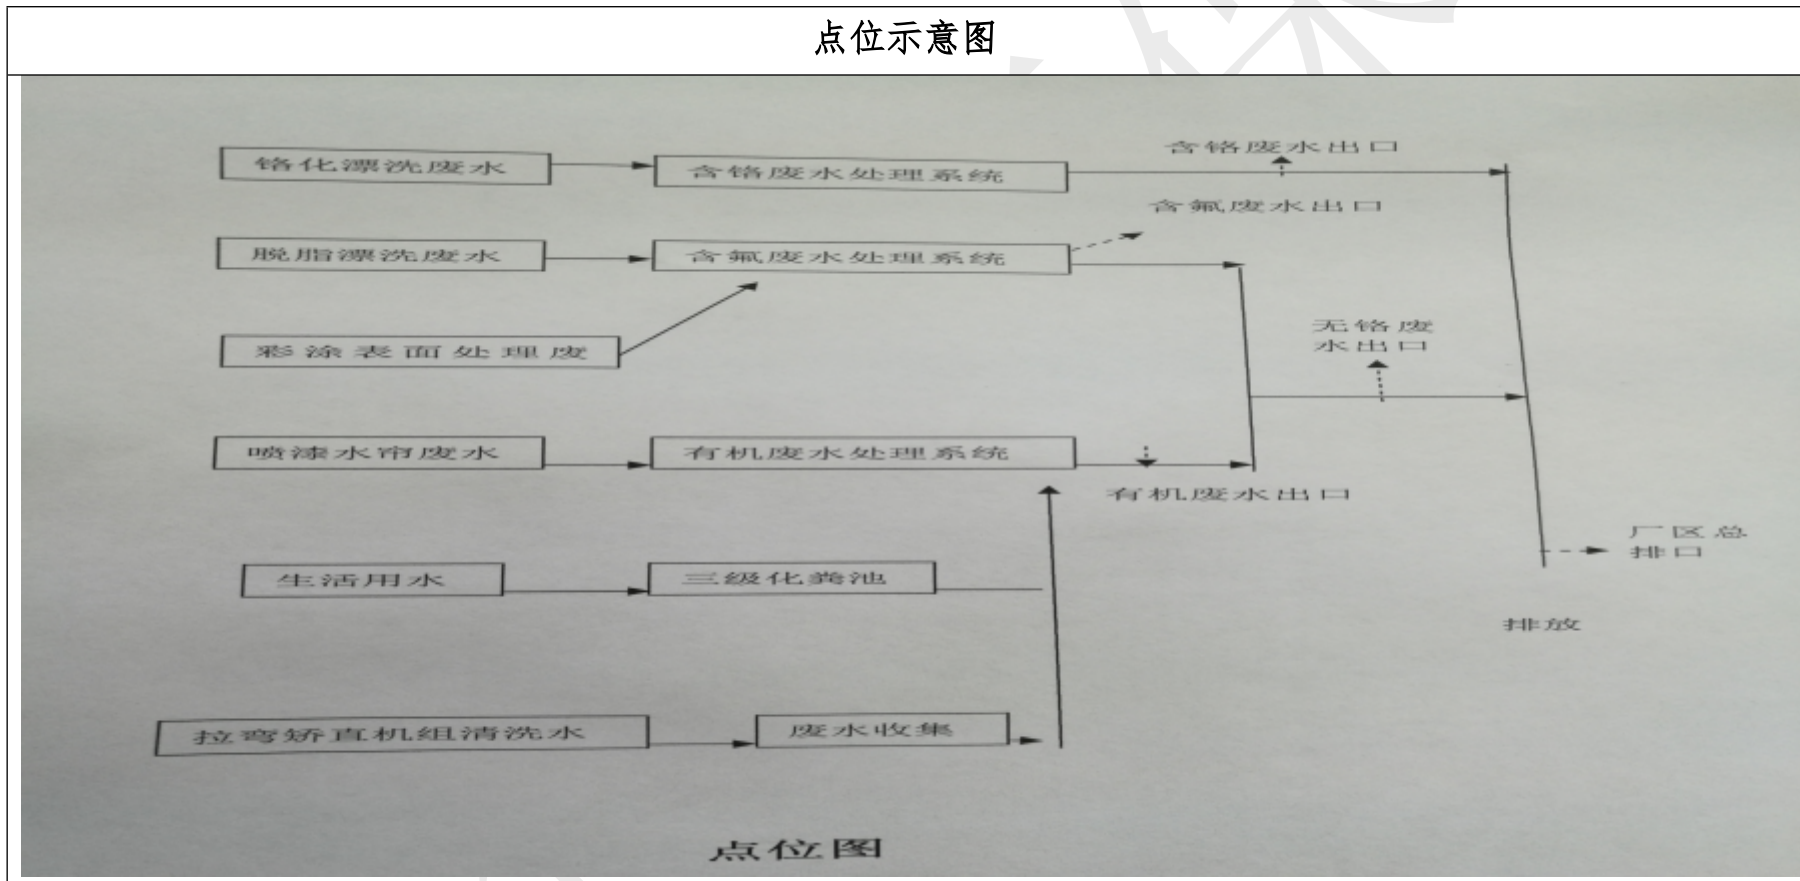 点位示意图
铬化漂洗废水
含铬废水处理系统
含铬废水出口
含氟废水出口
脱脂漂洗废水
含氟废水处理系统
彩涂表面处理废
无铬废
水出口
喷漆水帘废水
有机废水处理系统
有机废水出口
生活用水
三级化粪池
厂区总
排口
排放
拉弯矫直机组清洗水
废水收集
点位图